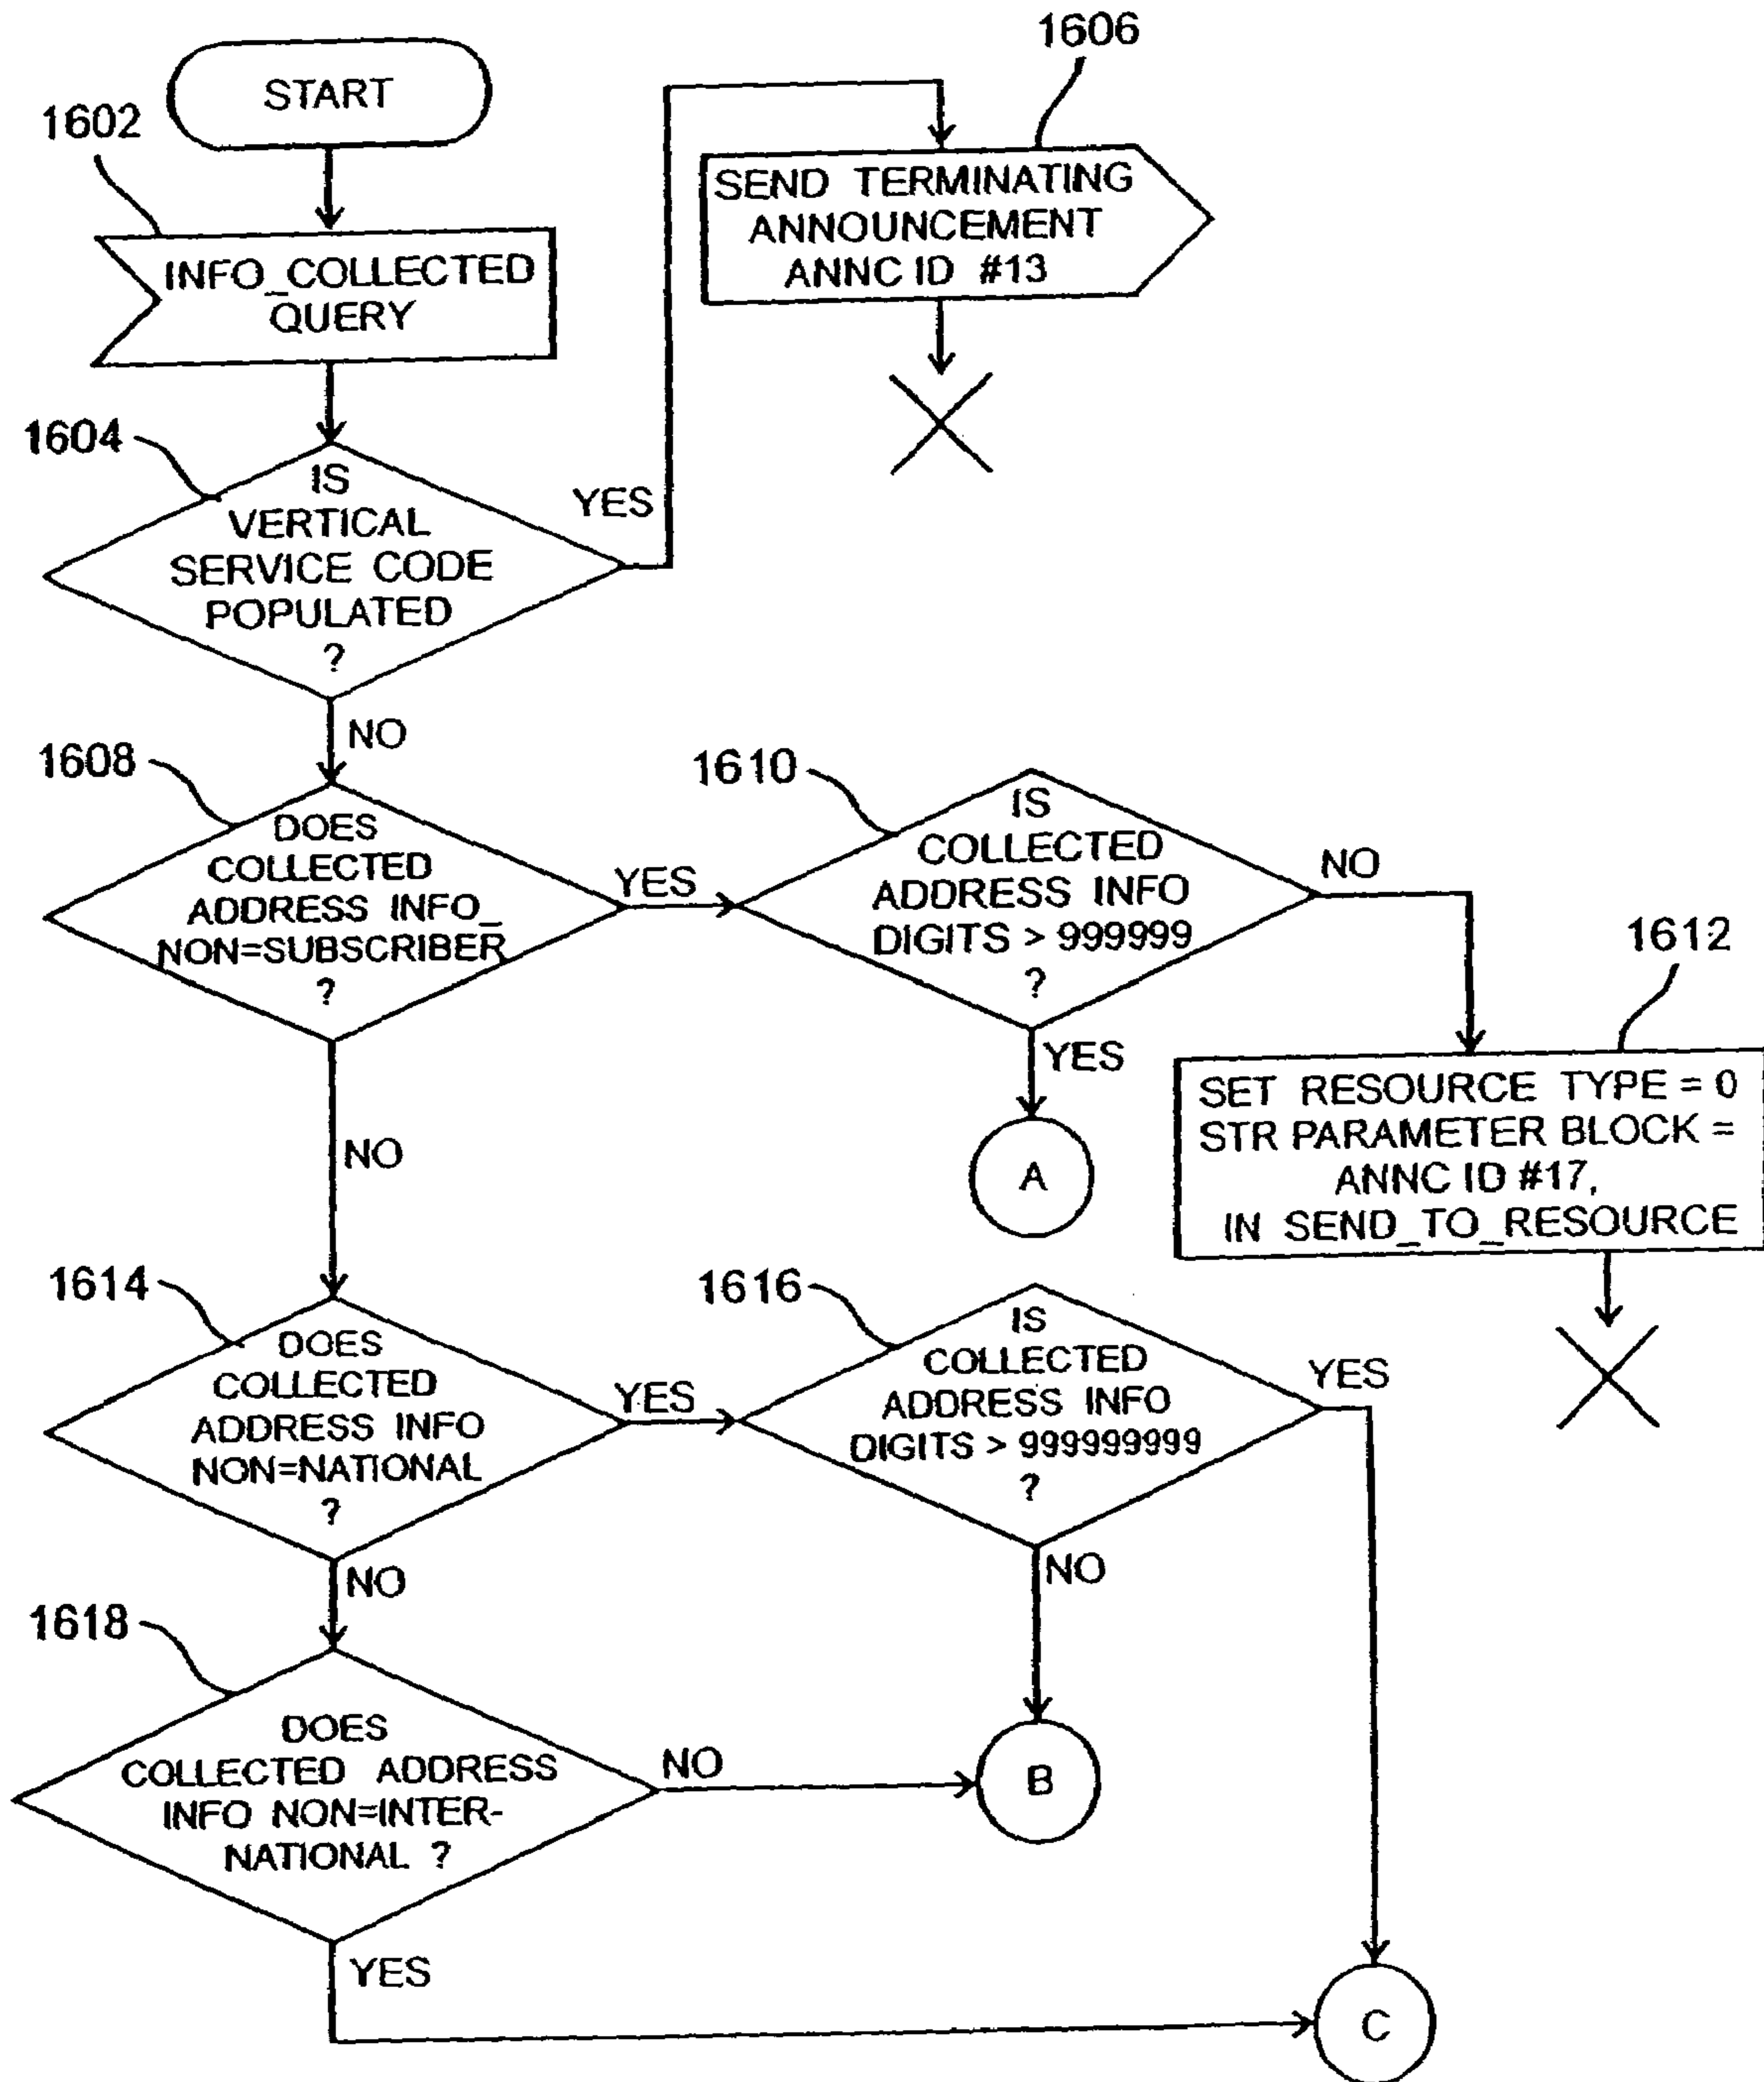 1606
START
1602
SEND TERMINATING
ANNOUNCEMENT
ANNC ID #13
INFO_COLLECTED
QUERY
1604
IS
VERTICAL
SERVICE CODE
POPULATED
?
YES
NO
1608
DOES
COLLECTED
ADDRESS INFO_
NON=SUBSCRIBER
?
YES
1610
IS
COLLECTED
ADDRESS INFO
DIGITS > 999999
?
NO
YES
A
1612
SET RESOURCE TYPE = 0
STR PARAMETER BLOCK =
ANNC ID #17,
IN SEND_TO_RESOURCE
NO
1614
DOES
COLLECTED
ADDRESS INFO
NON=NATIONAL
?
YES
1616
IS
COLLECTED
ADDRESS INFO
DIGITS > 999999999
?
YES
NO
NO
1618
DOES
COLLECTED ADDRESS
INFO NON=INTER-
NATIONAL ?
NO
B
YES
C